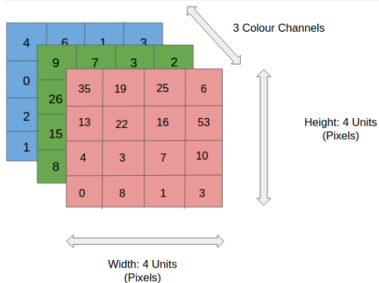 3 Colour Channels
4 6 1 3
9 7 3 2
0
35 19 25 6
26
13 22 16 53
2
15
4 3 7 10
1
8
0 8 1 3
Height: 4 Units
(Pixels)
Width: 4 Units
(Pixels)